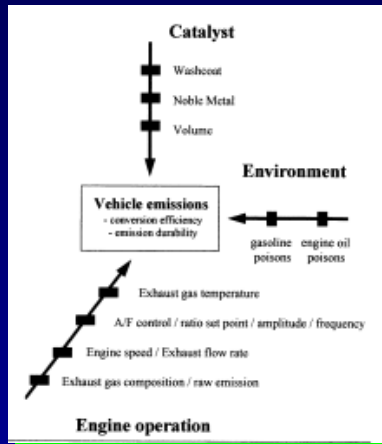 Catalyst
Washcoat
Noble Metal
Volume
Environment
Vehicle emissions
- conversion efficiency
- emission durability
gasoline poisons
engine oil poisons
Exhaust gas temperature
A/F control / ratio set point / amplitude / frequency
Engine speed / Exhaust flow rate
Exhaust gas composition / raw emission
Engine operation